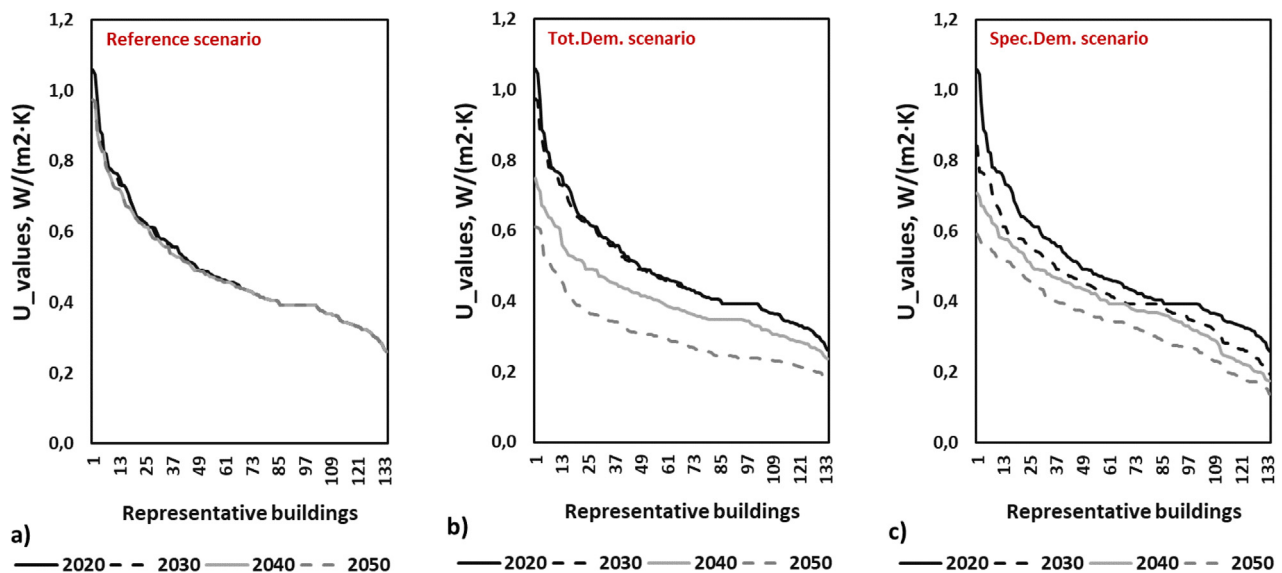 U_values, W/(m2·K)
1,2
1,0
0,8
0,6
0,4
0,2
0,0
Reference scenario
1 13 25 37 49 61 73 85 97 109 121 133
Representative buildings
a)
2020 2030 2040 2050
U_values, W/(m2·K)
1,2
1,0
0,8
0,6
0,4
0,2
0,0
Tot.Dem. scenario
1 13 25 37 49 61 73 85 97 109 121 133
Representative buildings
b)
2020 2030 2040 2050
U_values, W/(m2·K)
1,2
1,0
0,8
0,6
0,4
0,2
0,0
Spec.Dem. scenario
1 13 25 37 49 61 73 85 97 109 121 133
Representative buildings
c)
2020 2030 2040 2050